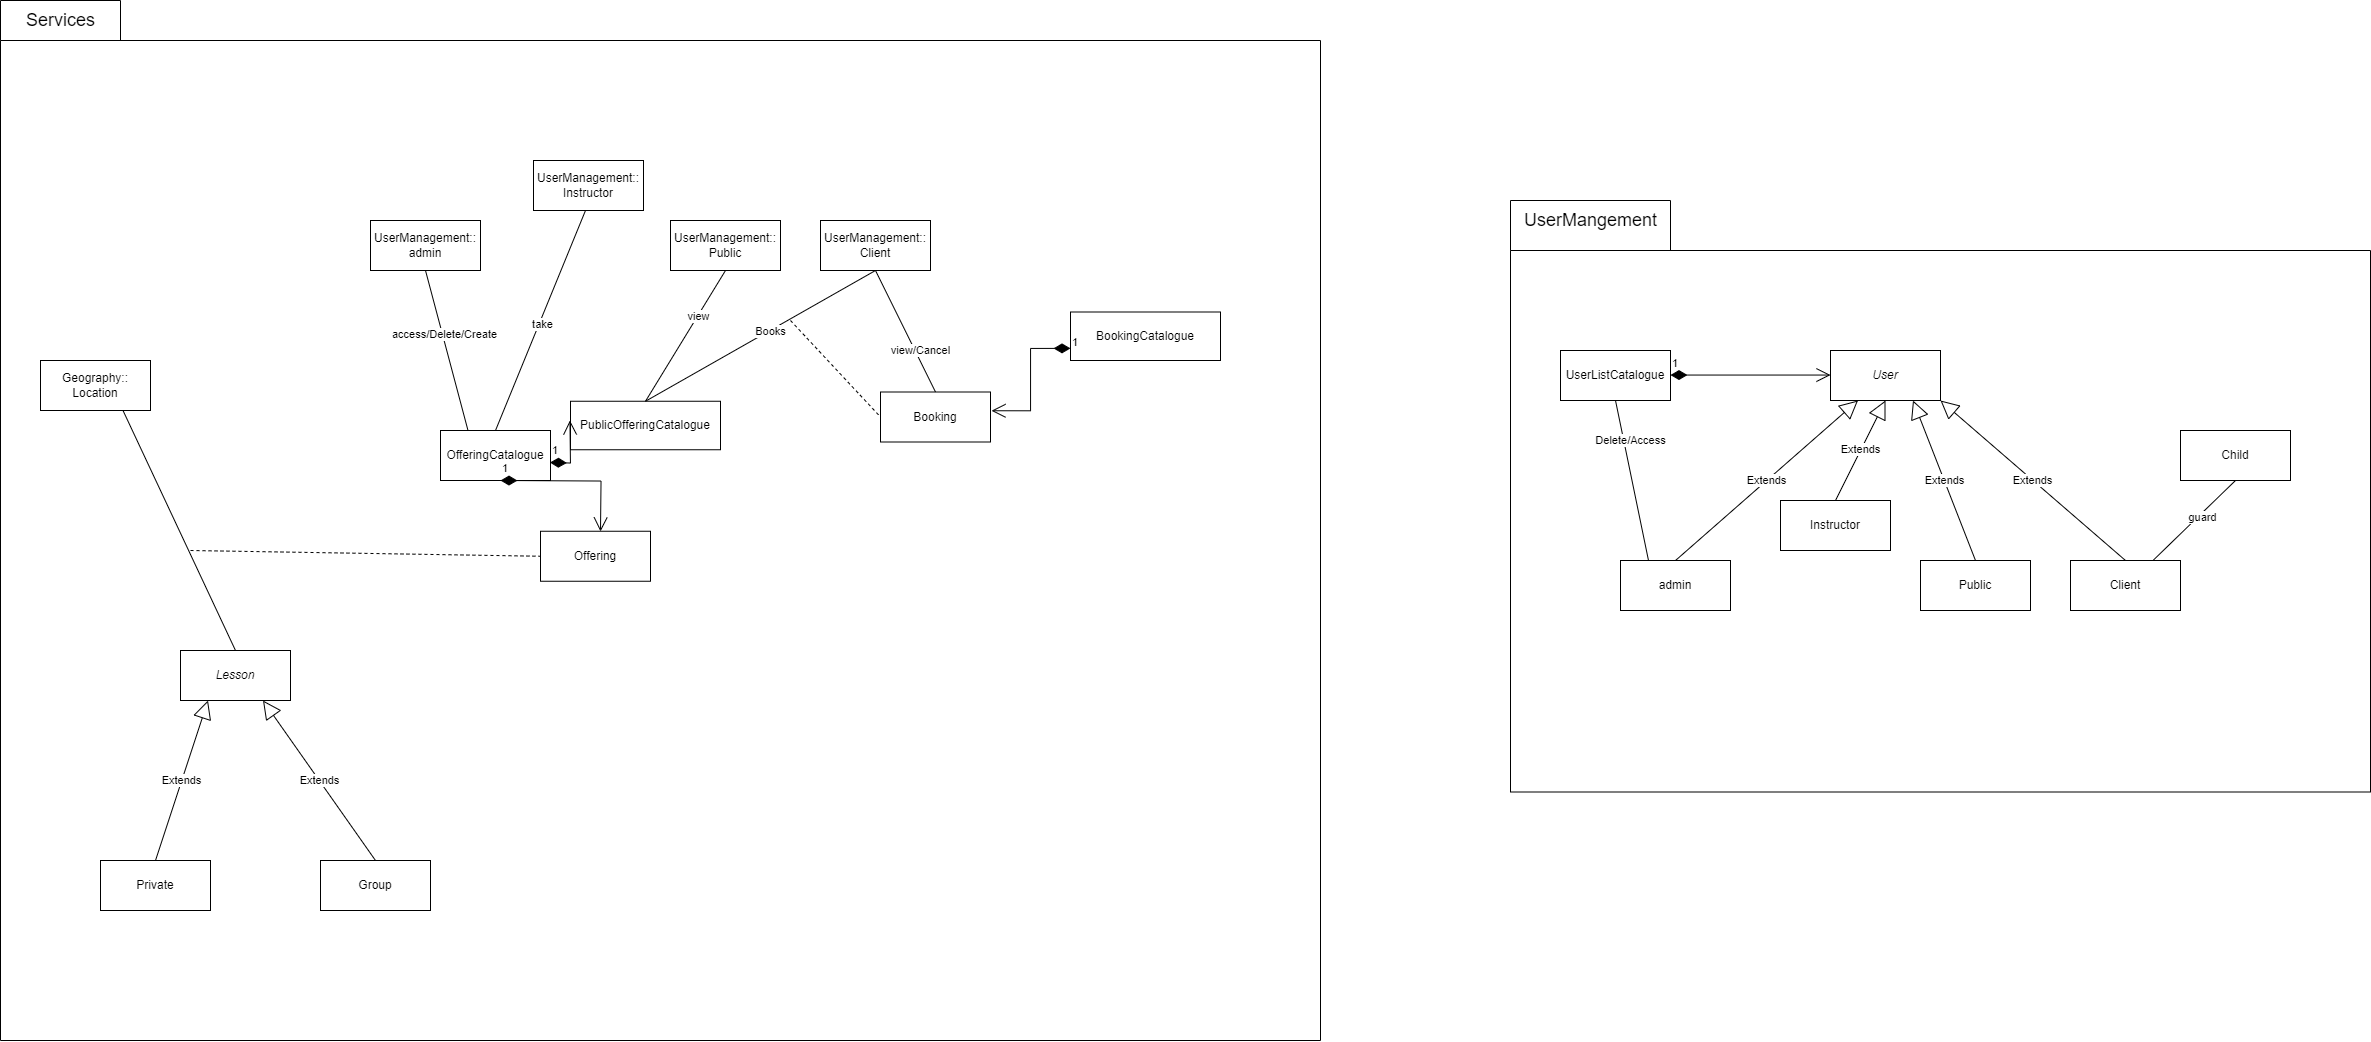 Services
UserManagement::
Instructor
UserManagement::
admin
UserManagement::
Public
UserManagement::
Client
access/Delete/Create
take
view
Books
view/Cancel
1
BookingCatalogue
Geography::
Location
OfferingCatalogue
1
1
PublicOfferingCatalogue
Booking
Offering
Lesson
Extends
Extends
Private
Group
UserMangement
UserListCatalogue
1
User
Delete/Access
Extends
Extends
Extends
Extends
Child
guard
Instructor
admin
Public
Client